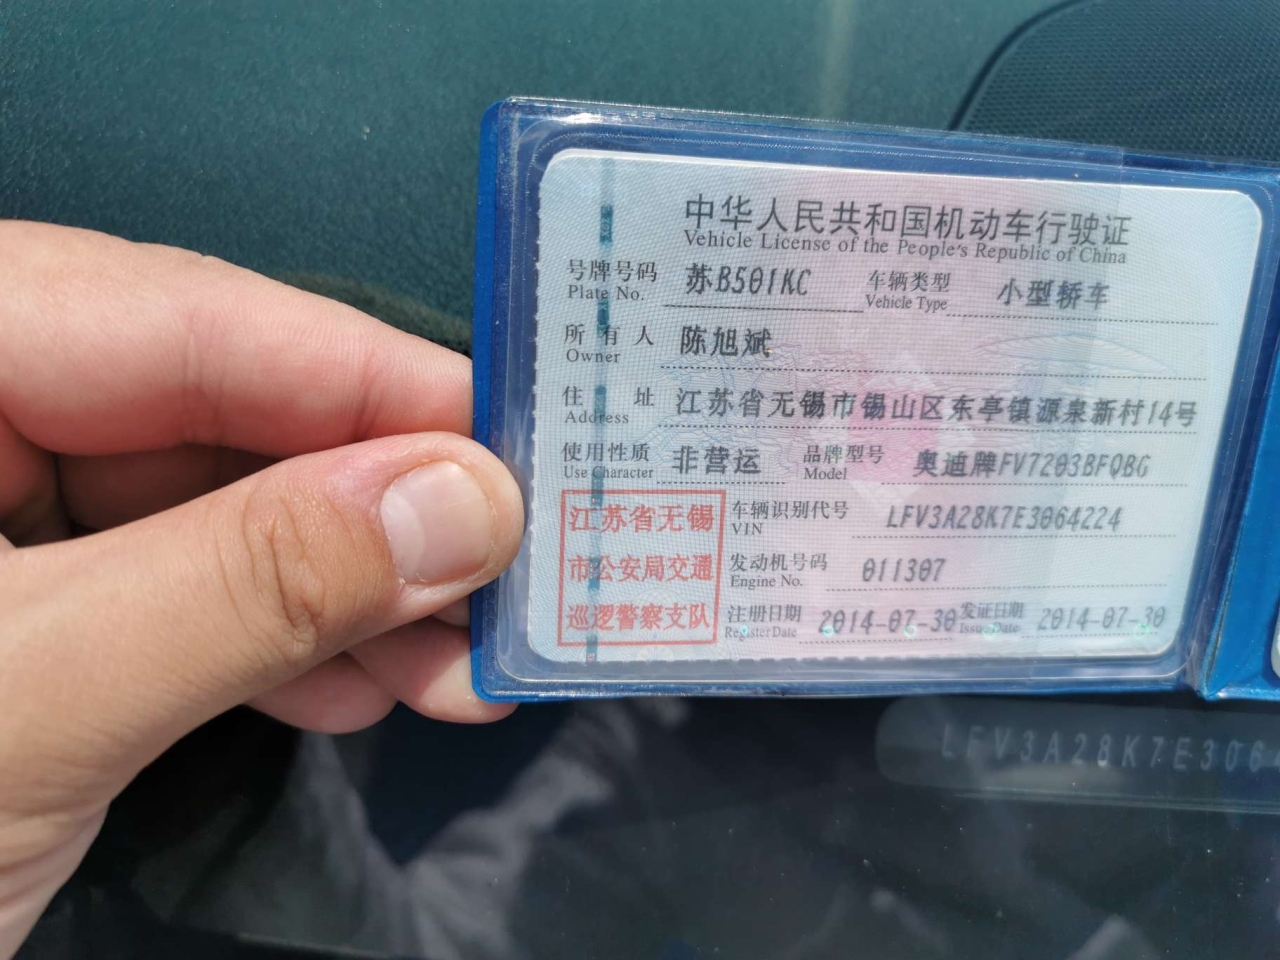 中华人民共和国机动车行驶证
Vehicle License of the People's Republic of China
号牌号码 苏B501KC 车辆类型 小型轿车
Plate No. Vehicle Type
所有人 陈旭斌
Owner
住址 江苏省无锡市锡山区东亭镇源泉新村14号
Address
使用性质 非营运 品牌型号 奥迪牌FV7203BFQBG
Use Character Model
江苏省无锡
市公安局交通
巡逻警察支队
车辆识别代号 LFV3A28K7E3064224
VIN
发动机号码 011307
Engine No.
注册日期 2014-07-30 发证日期 2014-07-30
Register Date Issue Date
LFV3A28K7E306